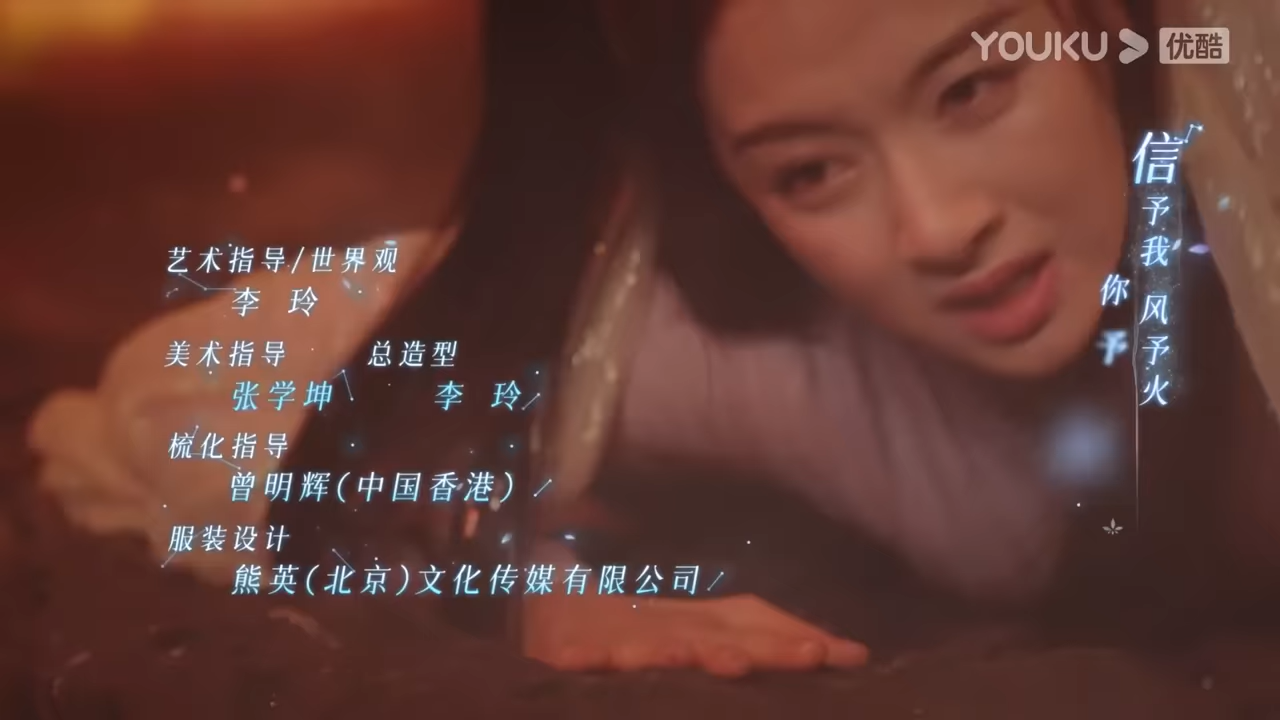 YOUKU 优酷
艺术指导/世界观
李 玲
美术指导 总造型
张学坤 李 玲
梳化指导
曾明辉(中国香港)
服装设计
熊英(北京)文化传媒有限公司
信予我 风予火
你予